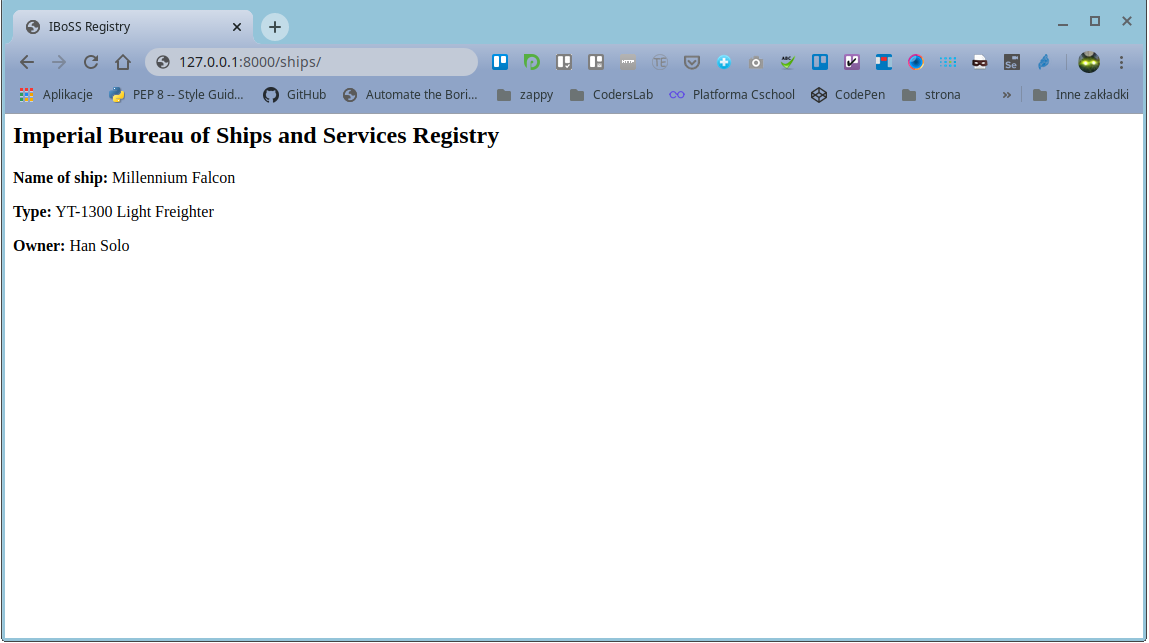 IBoSS Registry
127.0.0.1:8000/ships/
Aplikacje PEP 8 -- Style Guid... GitHub Automate the Bori... zappy CodersLab Platforma Cschool CodePen strona » Inne zakładki
Imperial Bureau of Ships and Services Registry
Name of ship: Millennium Falcon
Type: YT-1300 Light Freighter
Owner: Han Solo